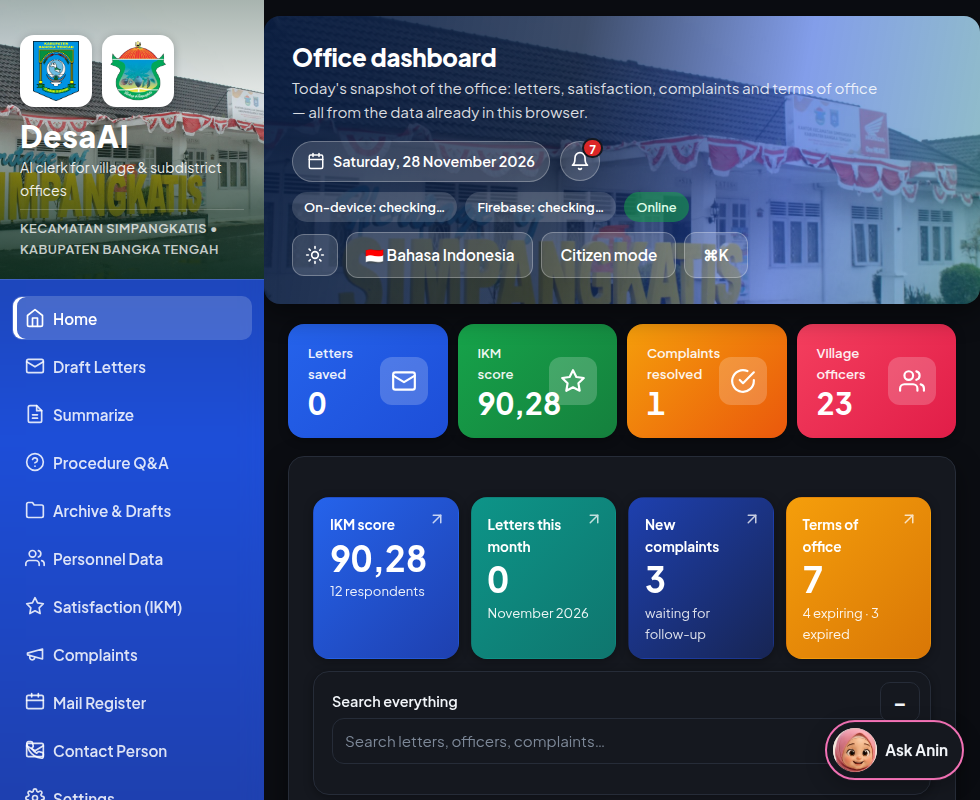 DesaAI
AI clerk for village & subdistrict
offices
KECAMATAN SIMPANGKATIS •
KABUPATEN BANGKA TENGAH
Home
Draft Letters
Summarize
Procedure Q&A
Archive & Drafts
Personnel Data
Satisfaction (IKM)
Complaints
Mail Register
Contact Person
Settings
Office dashboard
Today's snapshot of the office: letters, satisfaction, complaints and terms of office
— all from the data already in this browser.
Saturday, 28 November 2026
7
On-device: checking…
Firebase: checking…
Online
🇮🇩 Bahasa Indonesia
Citizen mode
⌘K
SIMPANGKATIS
Letters
saved
0
IKM
score
90,28
Complaints
resolved
1
Village
officers
23
IKM score
90,28
12 respondents
Letters this
month
0
November 2026
New
complaints
3
waiting for
follow-up
Terms of
office
7
4 expiring · 3
expired
Search everything
–
Search letters, officers, complaints…
Ask Anin